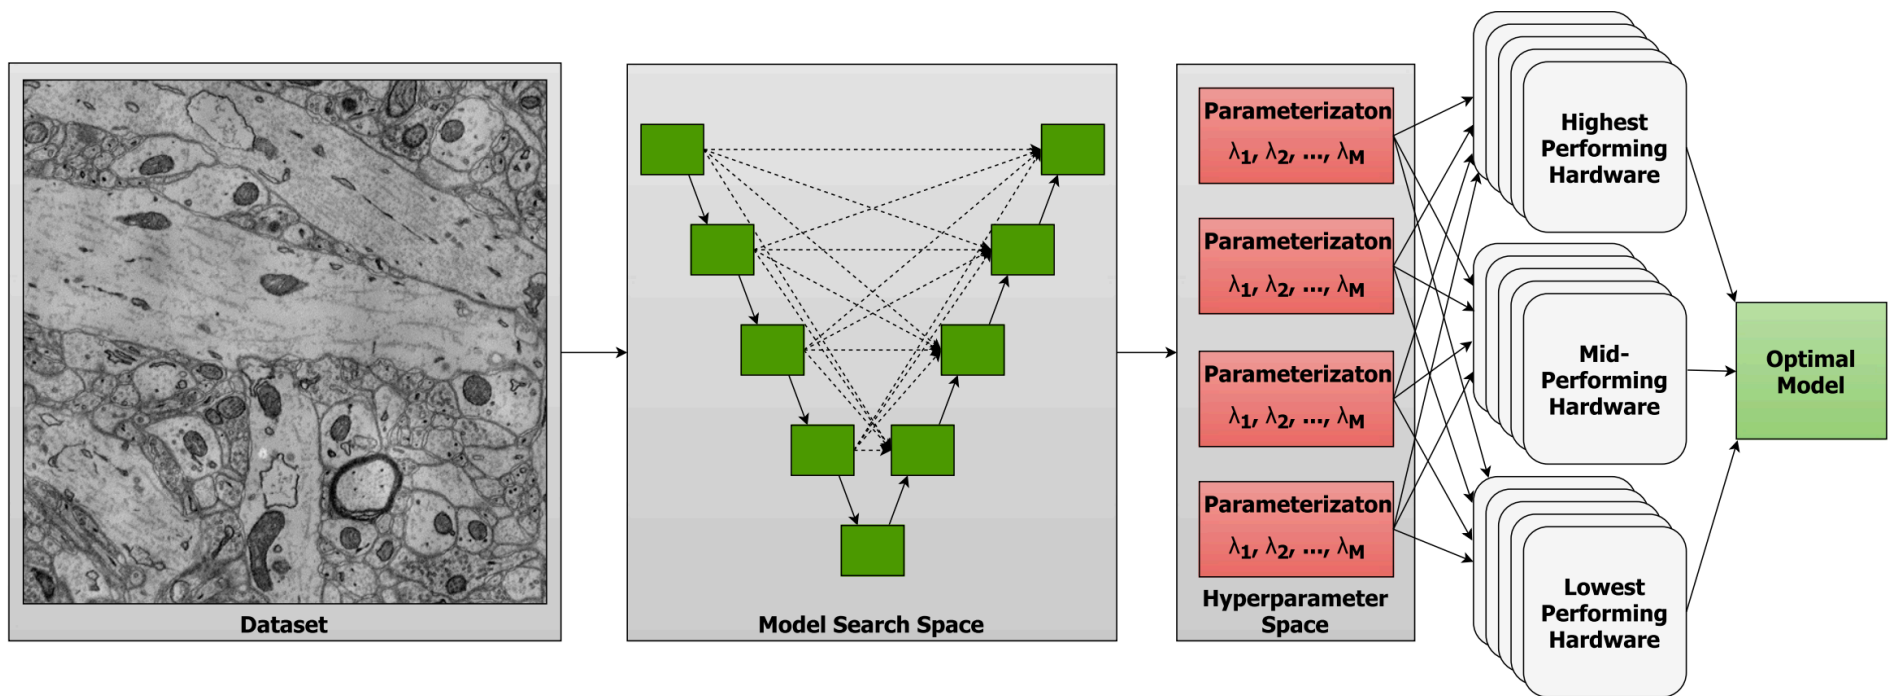 Dataset
Model Search Space
Parameterizaton
λ1, λ2, ..., λM
Parameterizaton
λ1, λ2, ..., λM
Parameterizaton
λ1, λ2, ..., λM
Parameterizaton
λ1, λ2, ..., λM
Hyperparameter
Space
Highest
Performing
Hardware
Mid-
Performing
Hardware
Lowest
Performing
Hardware
Optimal
Model